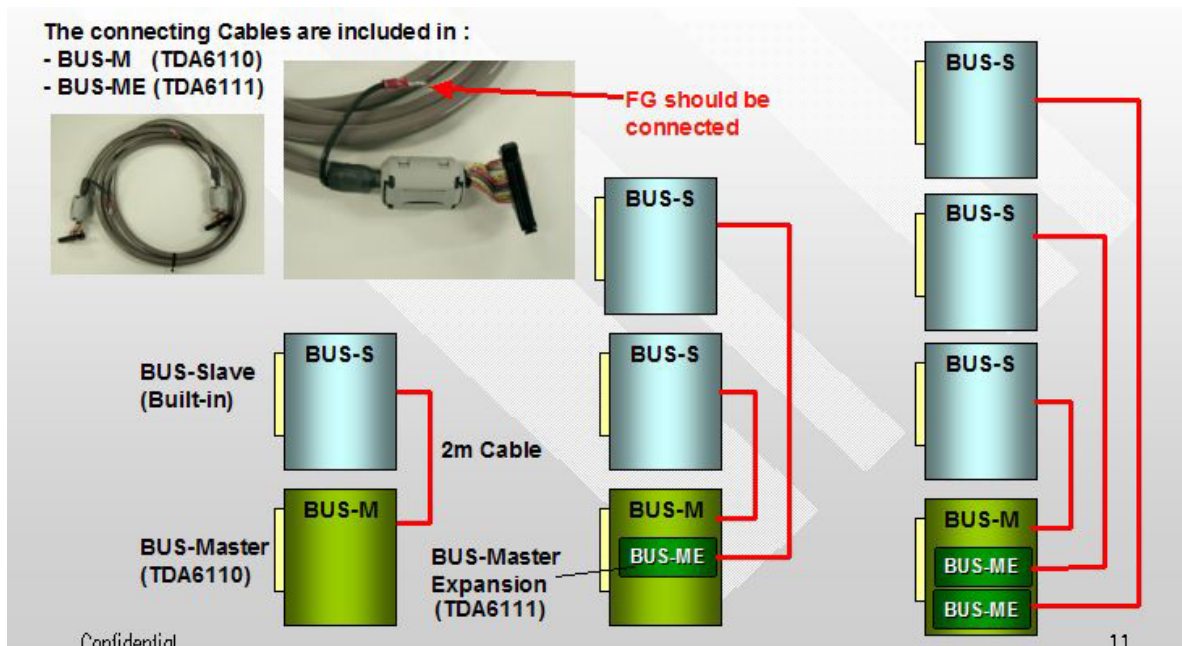 The connecting Cables are included in :
- BUS-M (TDA6110)
- BUS-ME (TDA6111)
FG should be
connected
BUS-Slave
(Built-in)
BUS-S
2m Cable
BUS-Master
(TDA6110)
BUS-M
BUS-S
BUS-S
BUS-M
BUS-ME
BUS-Master
Expansion
(TDA6111)
BUS-S
BUS-S
BUS-S
BUS-M
BUS-ME
BUS-ME
Confidential
11